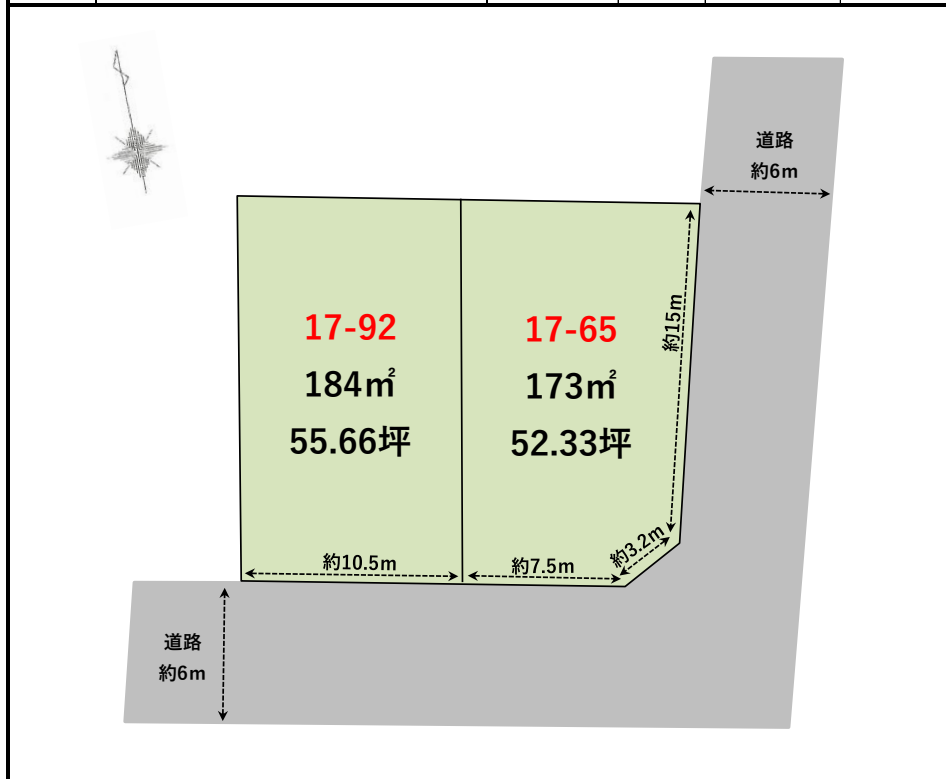 道路
約6m
17-92
184㎡
55.66坪
17-65
173㎡
52.33坪
約15m
約3.2m
約10.5m
約7.5m
道路
約6m